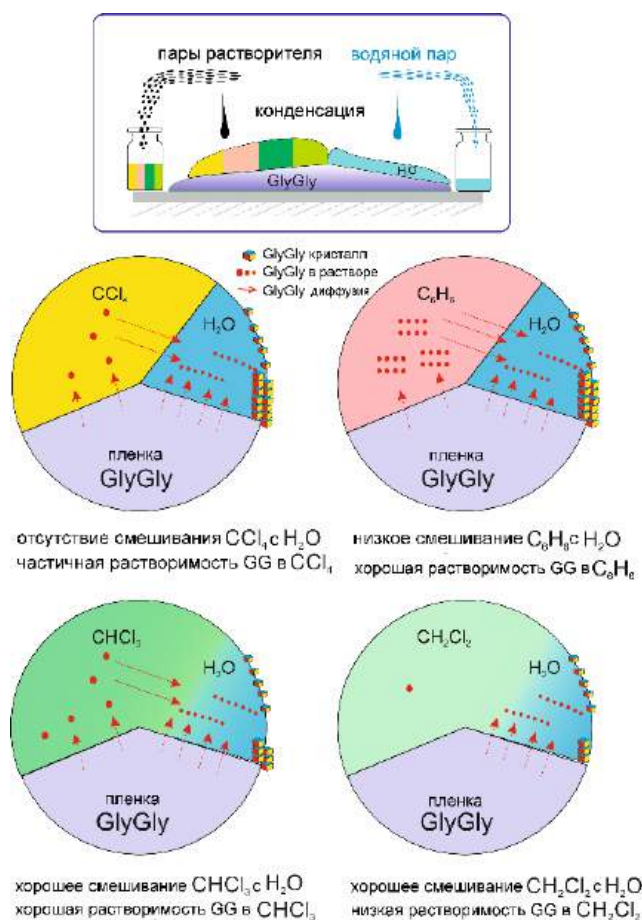 пары растворителя водяной пар
конденсация
GlyGly H₂O
GlyGly кристалл
GlyGly в растворе
GlyGly диффузия
CCl₄ H₂O
C₆H₆ H₂O
пленка
GlyGly
пленка
GlyGly
отсутствие смешивания CCl₄ с H₂O
частичная растворимость GG в CCl₄
низкое смешивание C₆H₆ с H₂O
хорошая растворимость GG в C₆H₆
CHCl₃ H₂O
CH₂Cl₂ H₂O
пленка
GlyGly
пленка
GlyGly
хорошее смешивание CHCl₃ с H₂O
хорошая растворимость GG в CHCl₃
хорошее смешивание CH₂Cl₂ с H₂O
низкая растворимость GG в CH₂Cl₂